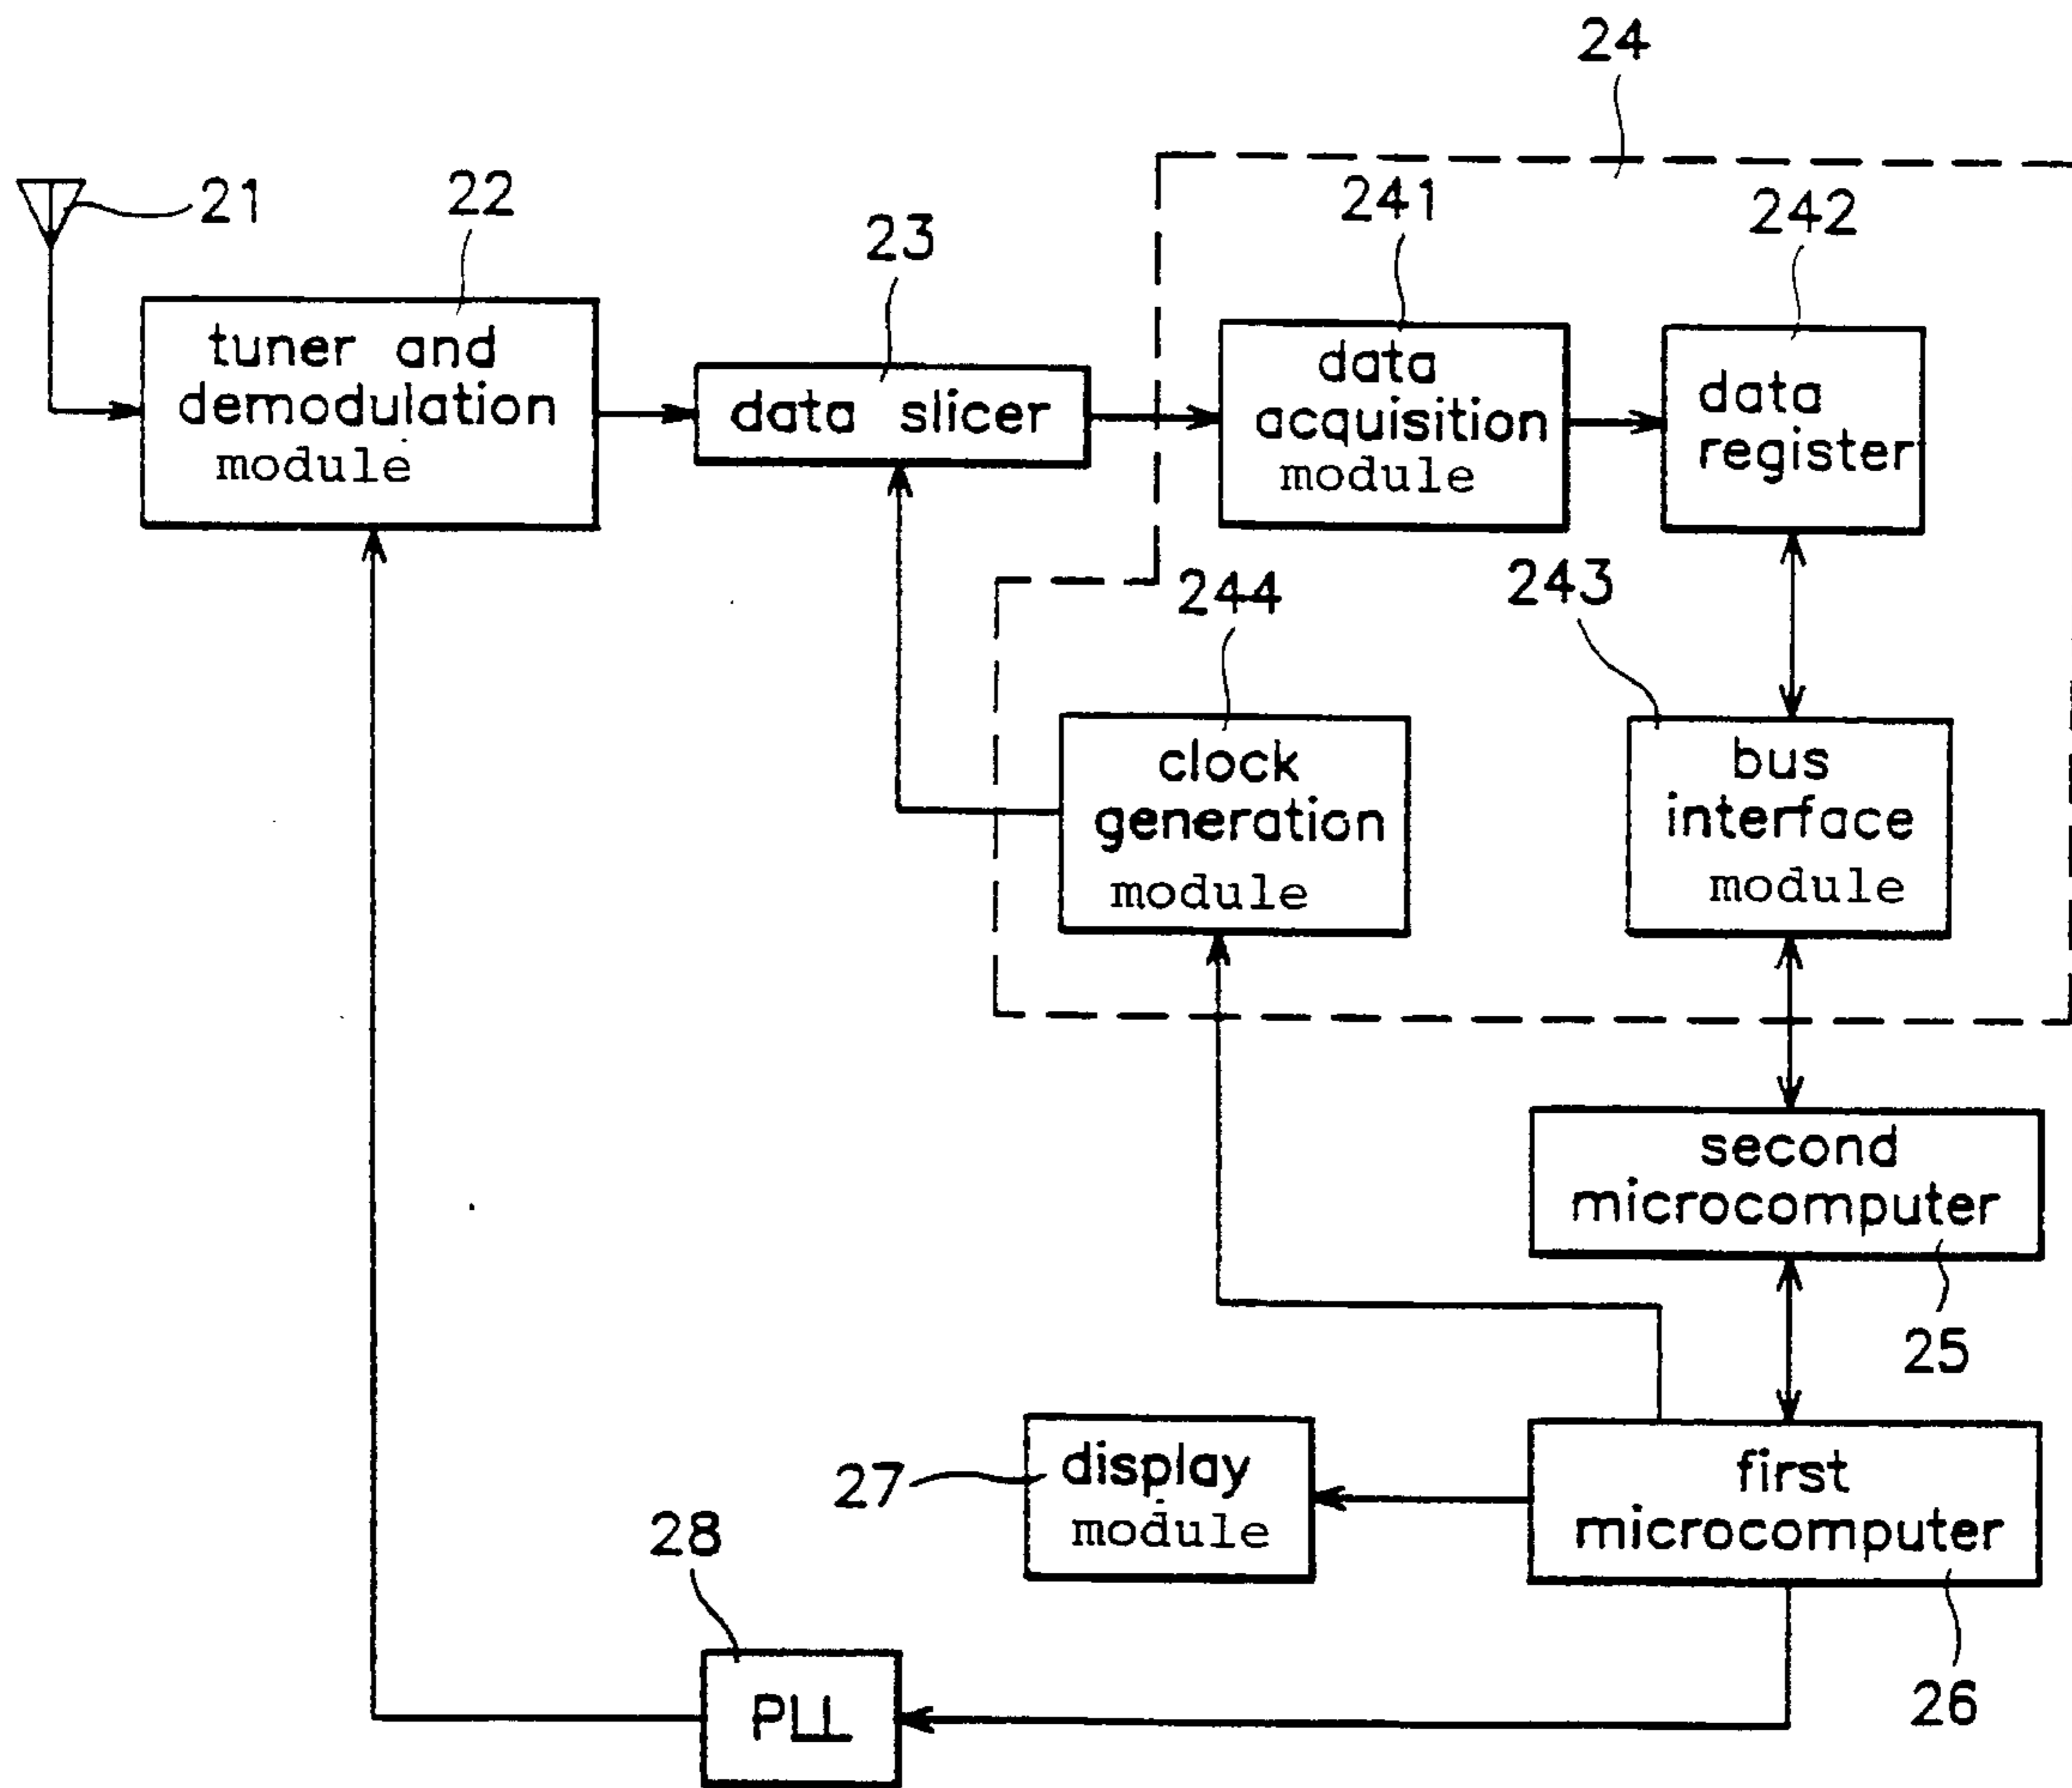 24
21
22
23
241
242
tuner and
demodulation
module
data slicer
data
acquisition
module
data
register
244
243
clock
generation
module
bus
interface
module
second
microcomputer
25
27
display
module
first
microcomputer
28
PLL
26